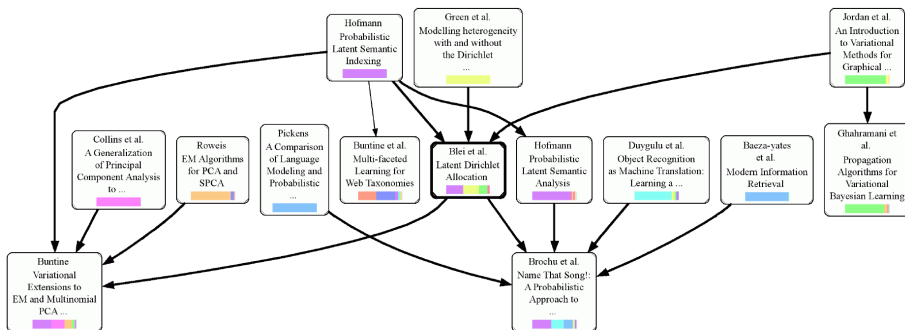 Hofmann
Probabilistic
Latent Semantic
Indexing
Green et al.
Modelling heterogeneity
with and without
the Dirichlet
...
Jordan et al.
An Introduction
to Variational
Methods for
Graphical ...
Collins et al.
A Generalization
of Principal
Component Analysis
to ...
Roweis
EM Algorithms
for PCA and
SPCA
Pickens
A Comparison
of Language
Modeling and
Probabilistic ...
Buntine et al.
Multi-faceted
Learning for
Web Taxonomies
Blei et al.
Latent Dirichlet
Allocation
Hofmann
Probabilistic
Latent Semantic
Analysis
Duygulu et al.
Object Recognition
as Machine Translation:
Learning a ...
Baeza-yates
et al.
Modern Information
Retrieval
Ghahramani et
al.
Propagation
Algorithms for
Variational
Bayesian Learning
Buntine
Variational
Extensions to
EM and Multinomial
PCA ...
Brochu et al.
Name That Song!:
A Probabilistic
Approach to
...